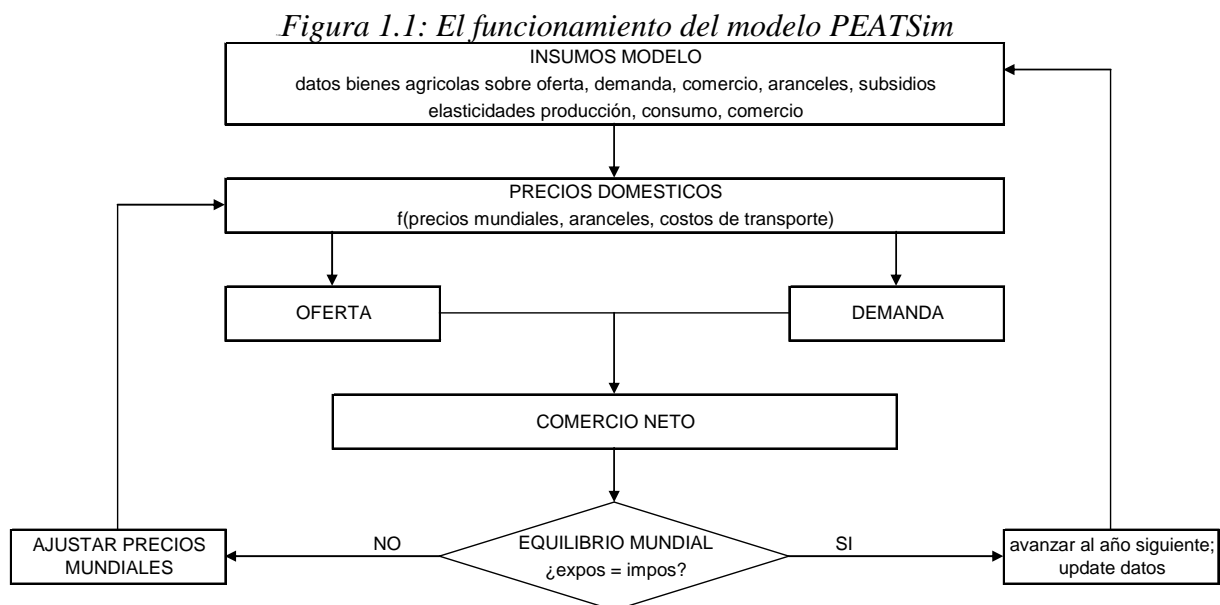 Figura 1.1: El funcionamiento del modelo PEATSim
INSUMOS MODELO
datos bienes agricolas sobre oferta, demanda, comercio, aranceles, subsidios
elasticidades producción, consumo, comercio
PRECIOS DOMESTICOS
f(precios mundiales, aranceles, costos de transporte)
OFERTA
DEMANDA
COMERCIO NETO
AJUSTAR PRECIOS
MUNDIALES
NO
EQUILIBRIO MUNDIAL
¿expos = impos?
SI
avanzar al año siguiente;
update datos